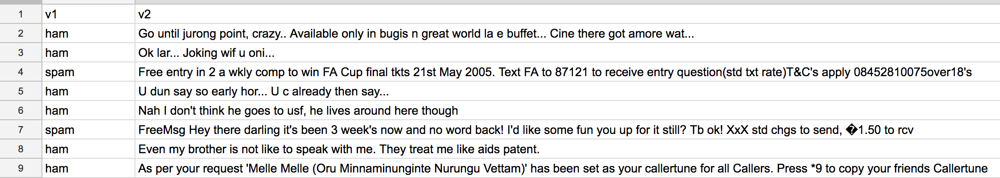 1 v1 v2
2 ham Go until jurong point, crazy.. Available only in bugis n great world la e buffet... Cine there got amore wat...
3 ham Ok lar... Joking wif u oni...
4 spam Free entry in 2 a wkly comp to win FA Cup final tkts 21st May 2005. Text FA to 87121 to receive entry question(std txt rate)T&C's apply 08452810075over18's
5 ham U dun say so early hor... U c already then say...
6 ham Nah I don't think he goes to usf, he lives around here though
7 spam FreeMsg Hey there darling it's been 3 week's now and no word back! I'd like some fun you up for it still? Tb ok! XxX std chgs to send, �1.50 to rcv
8 ham Even my brother is not like to speak with me. They treat me like aids patent.
9 ham As per your request 'Melle Melle (Oru Minnaminunginte Nurungu Vettam)' has been set as your callertune for all Callers. Press *9 to copy your friends Callertune